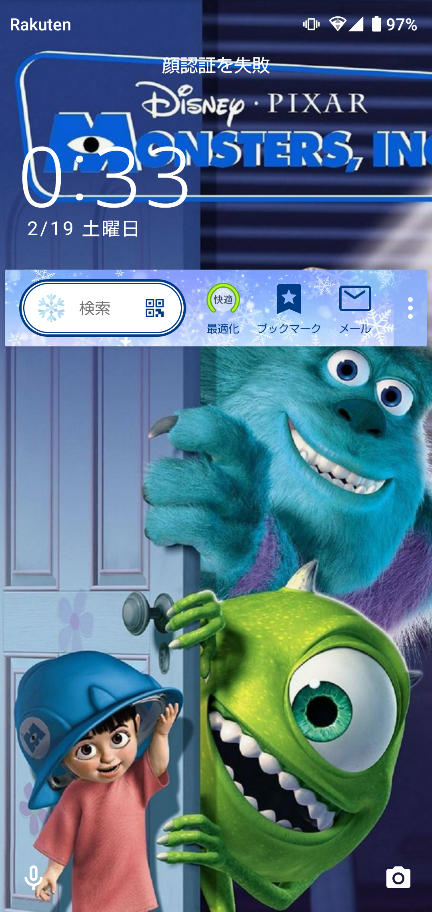 Rakuten
97%
顔認証を失敗
Disney · PIXAR
MONSTERS, INC
0:33
2/19 土曜日
検索
快適
最適化
ブックマーク
メール